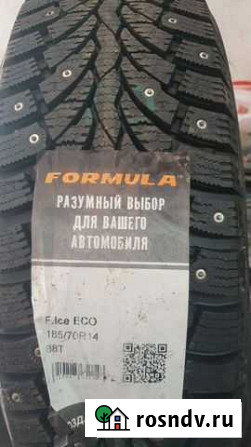 FORMULA
РАЗУМНЫЙ ВЫБОР
ДЛЯ ВАШЕГО
АВТОМОБИЛЯ
F.Ice ECO
185/70R14
88T
rosndv.ru